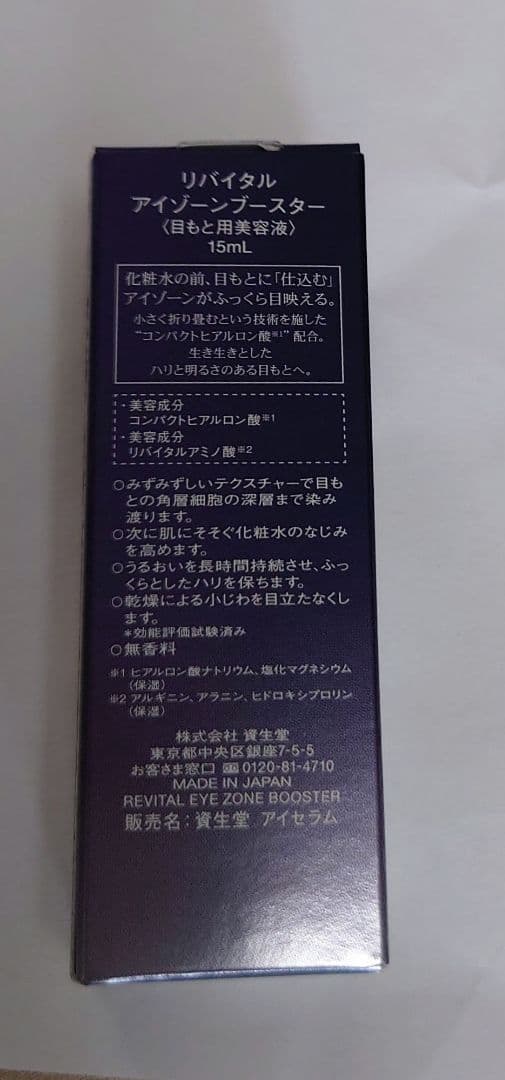 リバイタル
アイゾーンブースター
〈目もと用美容液〉
15mL
化粧水の前、目もとに「仕込む」
アイゾーンがふっくら目映える。
小さく折り畳むという技術を施した
“コンパクトヒアルロン酸※1”配合。
生き生きとした
ハリと明るさのある目もとへ。
・美容成分
コンパクトヒアルロン酸※1
・美容成分
リバイタルアミノ酸※2
○みずみずしいテクスチャーで目も
との角層細胞の深層まで染み
渡ります。
○次に肌にそそぐ化粧水のなじみ
を高めます。
○うるおいを長時間持続させ、ふっ
くらとしたハリを保ちます。
○乾燥による小じわを目立たなくし
ます。
*効能評価試験済み
○無香料
※1 ヒアルロン酸ナトリウム、塩化マグネシウム
(保湿)
※2 アルギニン、アラニン、ヒドロキシプロリン
(保湿)
株式会社 資生堂
東京都中央区銀座7-5-5
お客さま窓口 0120-81-4710
MADE IN JAPAN
REVITAL EYE ZONE BOOSTER
販売名：資生堂 アイセラム